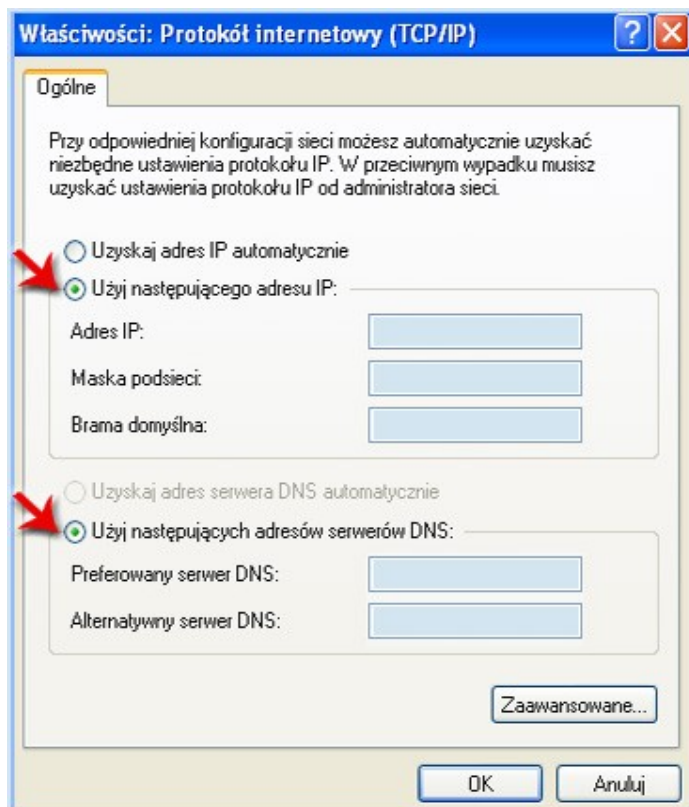 Właściwości: Protokół internetowy (TCP/IP)
Ogólne
Przy odpowiedniej konfiguracji sieci możesz automatycznie uzyskać
niezbędne ustawienia protokołu IP. W przeciwnym wypadku musisz
uzyskać ustawienia protokołu IP od administratora sieci.
Uzyskaj adres IP automatycznie
Użyj następującego adresu IP:
Adres IP:
Maska podsieci:
Brama domyślna:
Uzyskaj adres serwera DNS automatycznie
Użyj następujących adresów serwerów DNS:
Preferowany serwer DNS:
Alternatywny serwer DNS:
Zaawansowane...
OK Anuluj